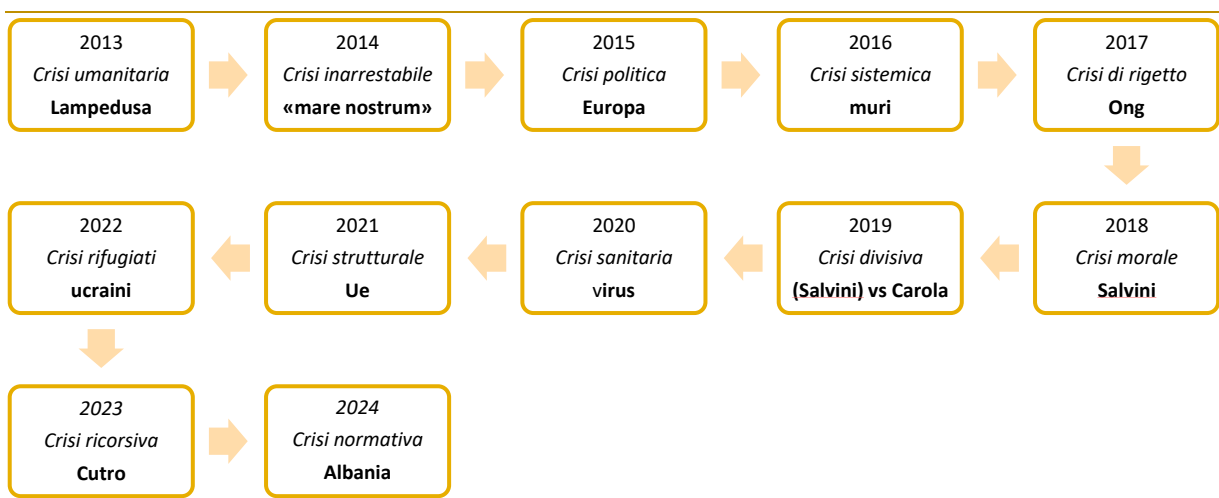 2013
Crisi umanitaria
Lampedusa
2014
Crisi inarrestabile
«mare nostrum»
2015
Crisi politica
Europa
2016
Crisi sistemica
muri
2017
Crisi di rigetto
Ong
2018
Crisi morale
Salvini
2019
Crisi divisiva
(Salvini) vs Carola
2020
Crisi sanitaria
virus
2021
Crisi strutturale
Ue
2022
Crisi rifugiati
ucraini
2023
Crisi ricorsiva
Cutro
2024
Crisi normativa
Albania